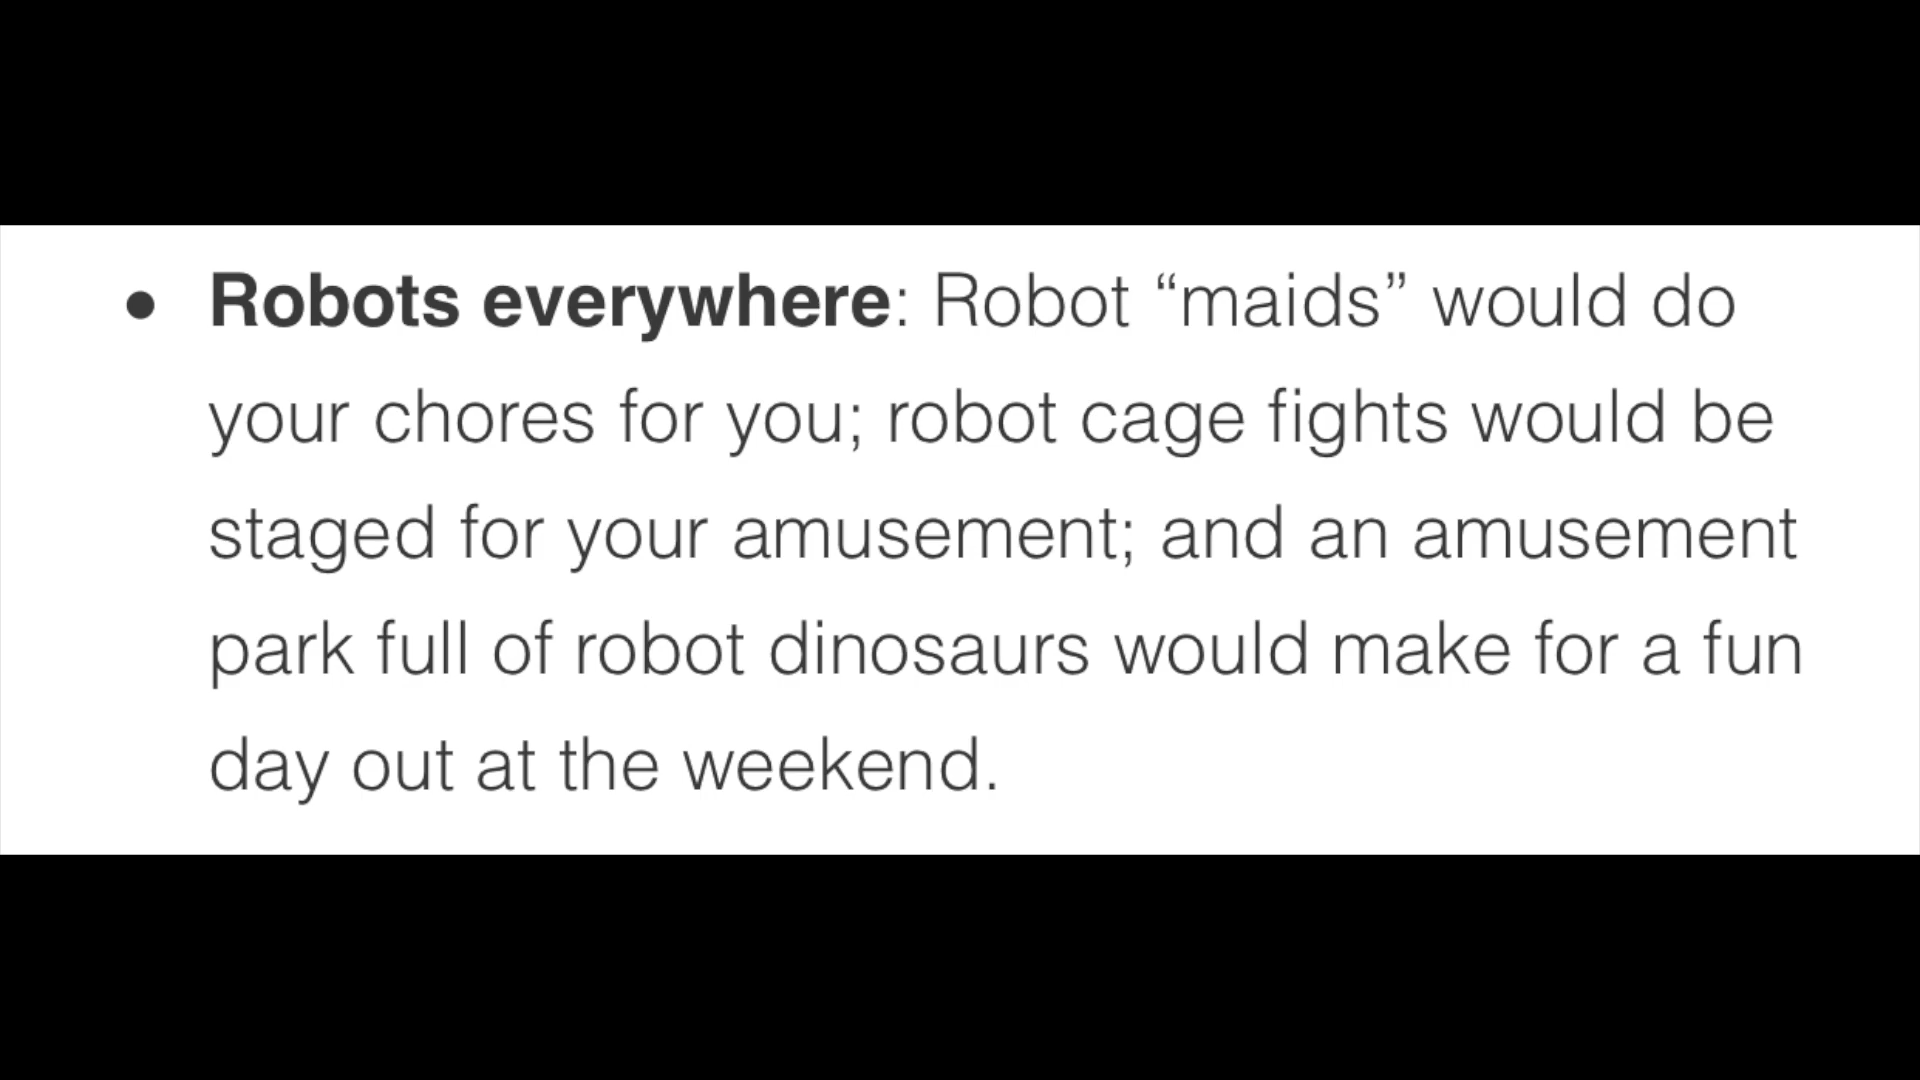 • Robots everywhere: Robot “maids” would do
your chores for you; robot cage fights would be
staged for your amusement; and an amusement
park full of robot dinosaurs would make for a fun
day out at the weekend.